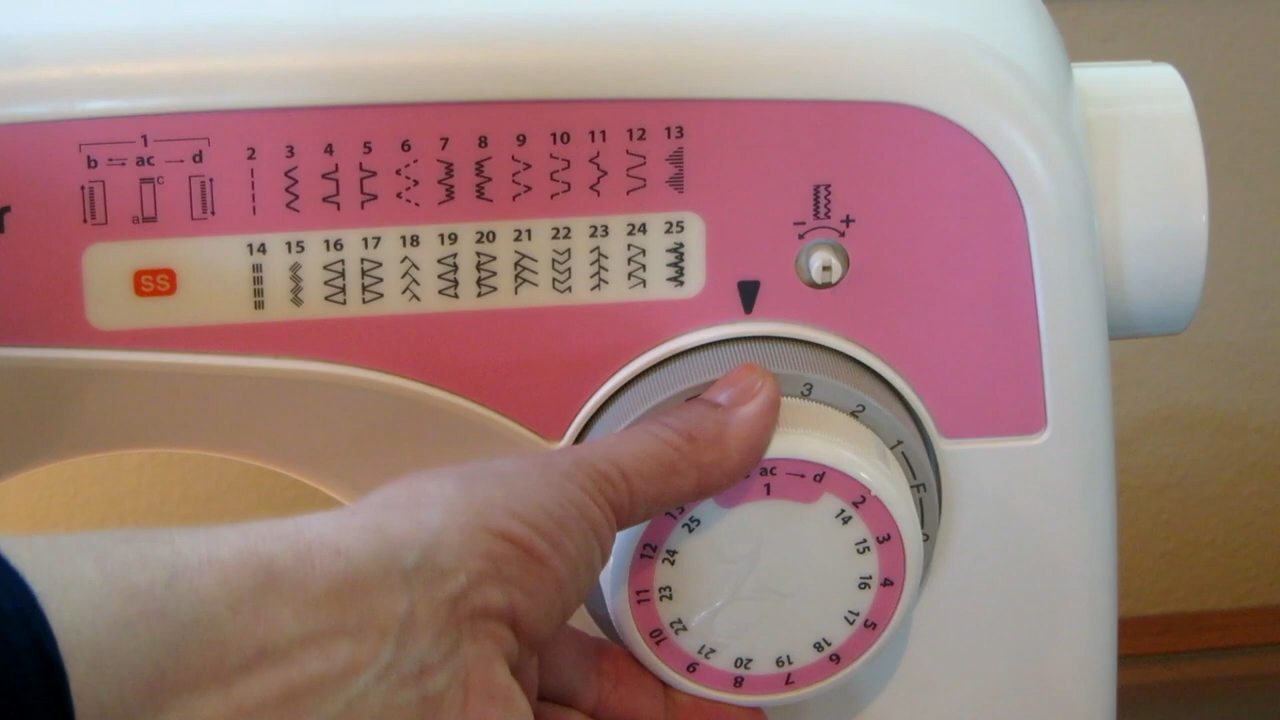 1
b ac d
c
a
2 3 4 5 6 7 8 9 10 11 12 13
r
SS
14 15 16 17 18 19 20 21 22 23 24 25
- +
3 2 1 F
ac d
1
2 3 4 5 6 7 8 9 10 11 12 13
14 15 16 17 18 19 20 21 22 23 24 25